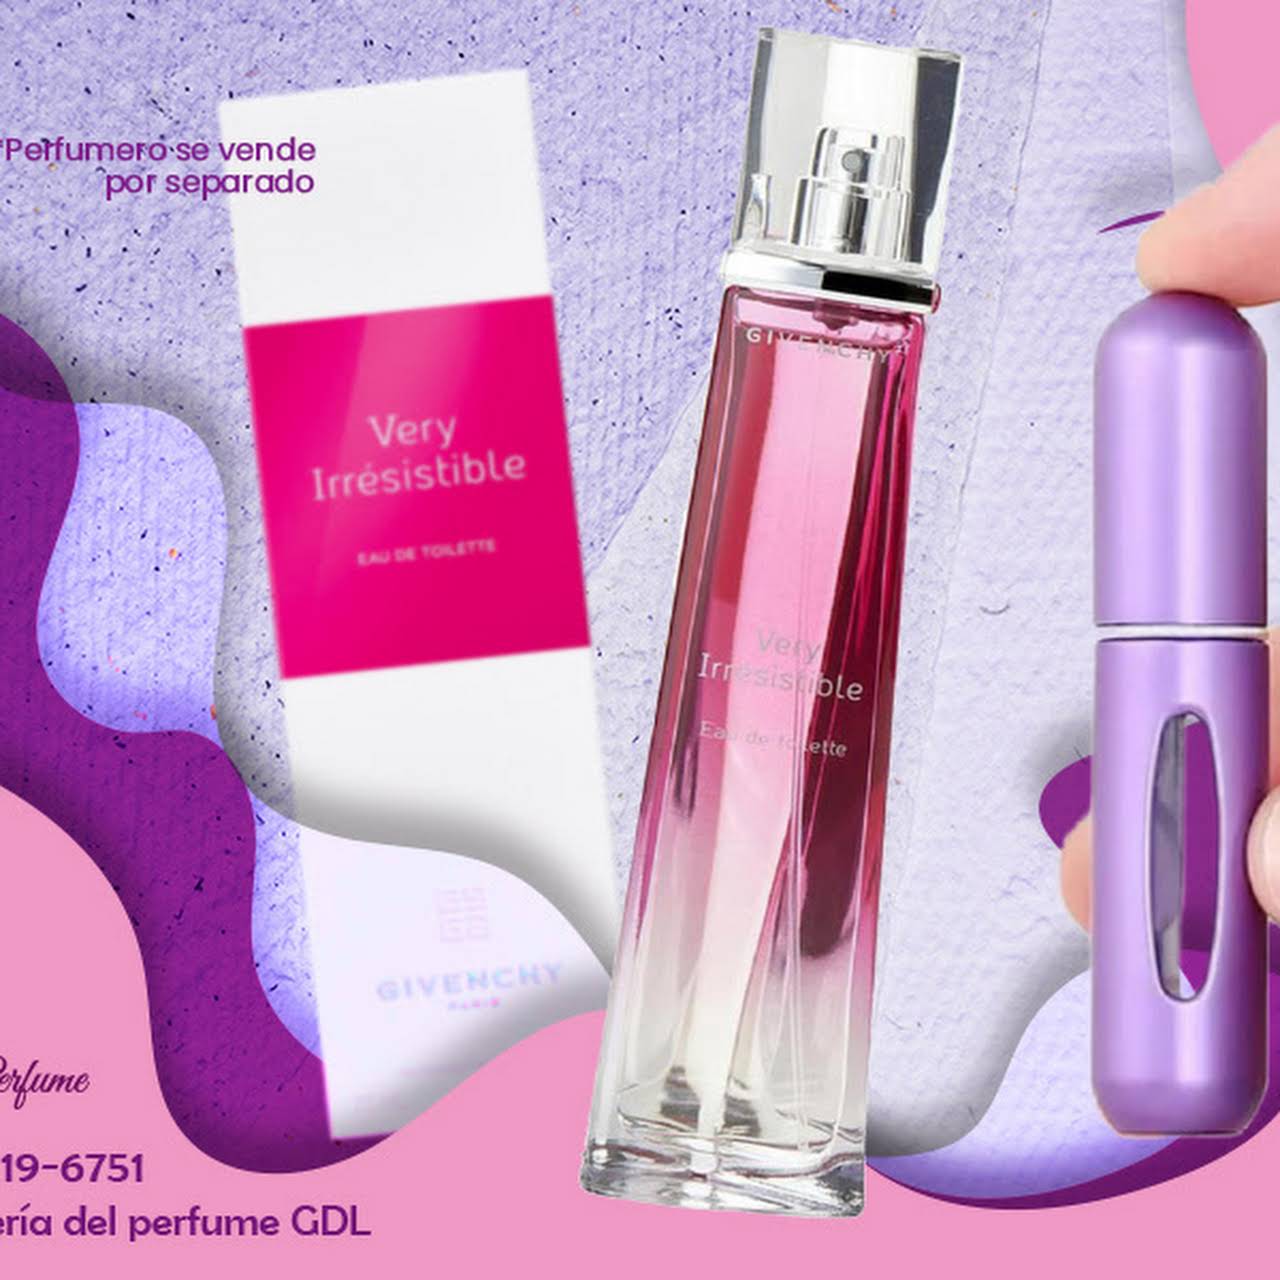 *Perfumero se vende
por separado
Very
Irrésistible
EAU DE TOILETTE
GIVENCHY
PARIS
GIVENCHY
Very
Irrésistible
Eau de toilette
Perfume
19-6751
ería del perfume GDL